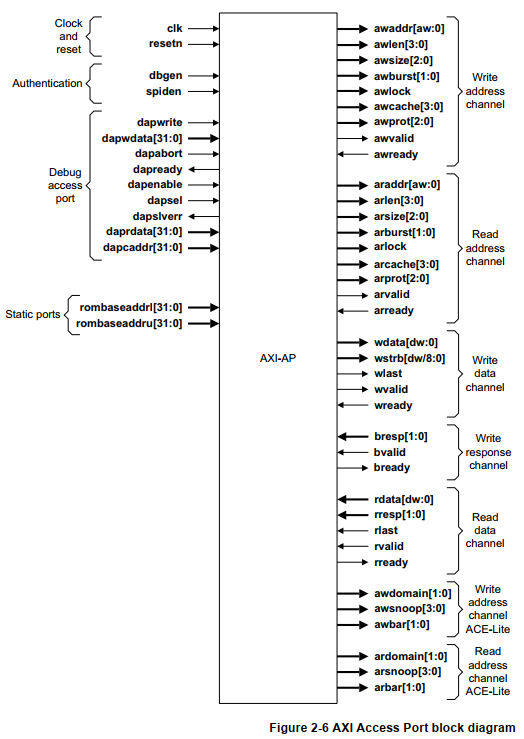 Clock
and
reset
clk
resetn
Authentication
dbgen
spiden
Debug
access
port
dapwrite
dapwdata[31:0]
dapabort
dapready
dapenable
dapsel
dapslverr
daprdata[31:0]
dapcaddr[31:0]
Static ports
rombaseaddrl[31:0]
rombaseaddru[31:0]
AXI-AP
awaddr[aw:0]
awlen[3:0]
awsize[2:0]
awburst[1:0]
awlock
awcache[3:0]
awprot[2:0]
awvalid
awready
Write
address
channel
araddr[aw:0]
arlen[3:0]
arsize[2:0]
arburst[1:0]
arlock
arcache[3:0]
arprot[2:0]
arvalid
arready
Read
address
channel
wdata[dw:0]
wstrb[dw/8:0]
wlast
wvalid
wready
Write
data
channel
bresp[1:0]
bvalid
bready
Write
response
channel
rdata[dw:0]
rresp[1:0]
rlast
rvalid
rready
Read
data
channel
awdomain[1:0]
awsnoop[3:0]
awbar[1:0]
Write
address
channel
ACE-Lite
ardomain[1:0]
arsnoop[3:0]
arbar[1:0]
Read
address
channel
ACE-Lite
Figure 2-6 AXI Access Port block diagram